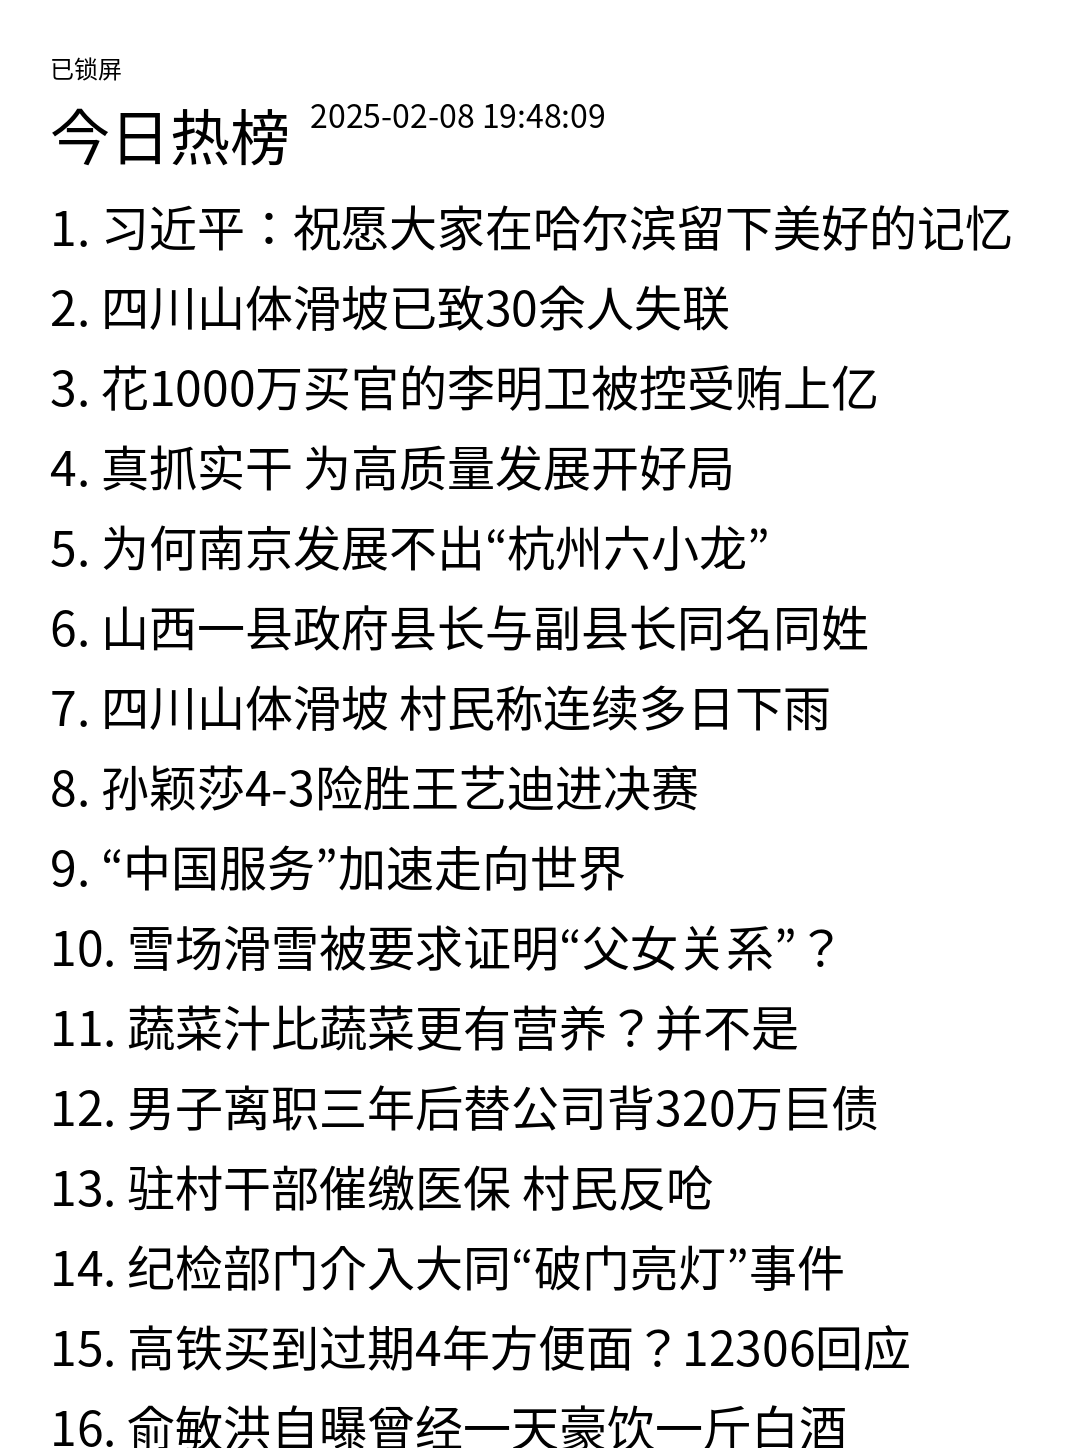 已锁屏
今日热榜 2025-02-08 19:48:09
1. 习近平：祝愿大家在哈尔滨留下美好的记忆
2. 四川山体滑坡已致30余人失联
3. 花1000万买官的李明卫被控受贿上亿
4. 真抓实干 为高质量发展开好局
5. 为何南京发展不出“杭州六小龙”
6. 山西一县政府县长与副县长同名同姓
7. 四川山体滑坡 村民称连续多日下雨
8. 孙颖莎4-3险胜王艺迪进决赛
9. “中国服务”加速走向世界
10. 雪场滑雪被要求证明“父女关系”？
11. 蔬菜汁比蔬菜更有营养？并不是
12. 男子离职三年后替公司背320万巨债
13. 驻村干部催缴医保 村民反呛
14. 纪检部门介入大同“破门亮灯”事件
15. 高铁买到过期4年方便面？12306回应
16. 俞敏洪自曝曾经一天豪饮一斤白酒